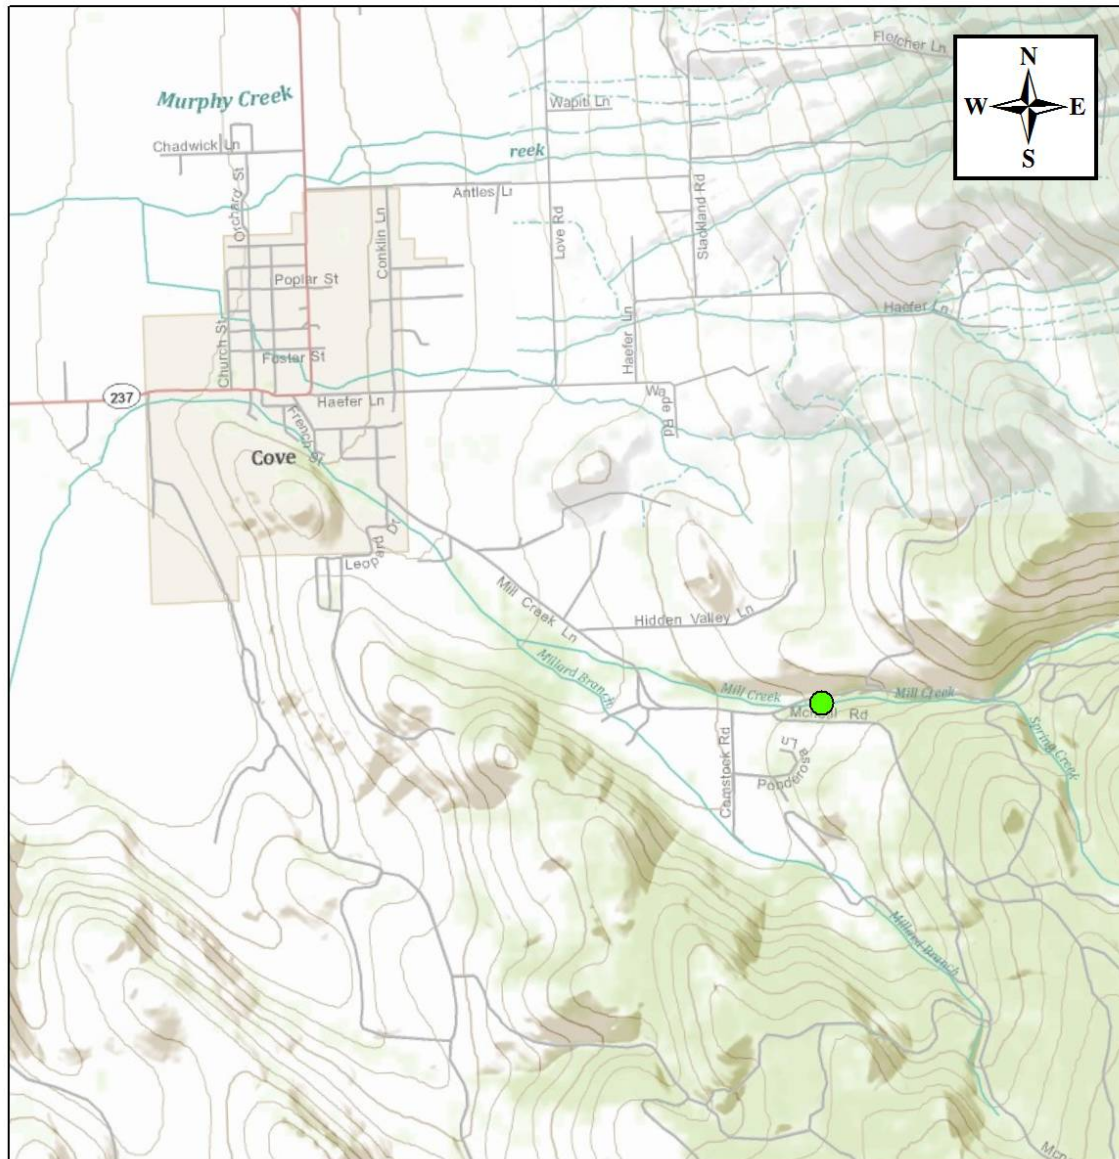 Fletcher Ln
N
W E
S
Murphy Creek
Wapiti Ln
Chadwick Ln
reek
Orchard St
Antles Ln
Conklin Ln
Love Rd
Stackland Rd
Poplar St
Haefer Ln
Haefer Ln
Church St
Foster St
237
Haefer Ln
Wade Rd
French St
Cove
Leopard Dr
Mill Creek Ln
Hidden Valley Ln
Millard Branch
Mill Creek
Mill Creek
Rd
Spring Creek
Comstock Rd
Ponderosa Ln
Millard Branch